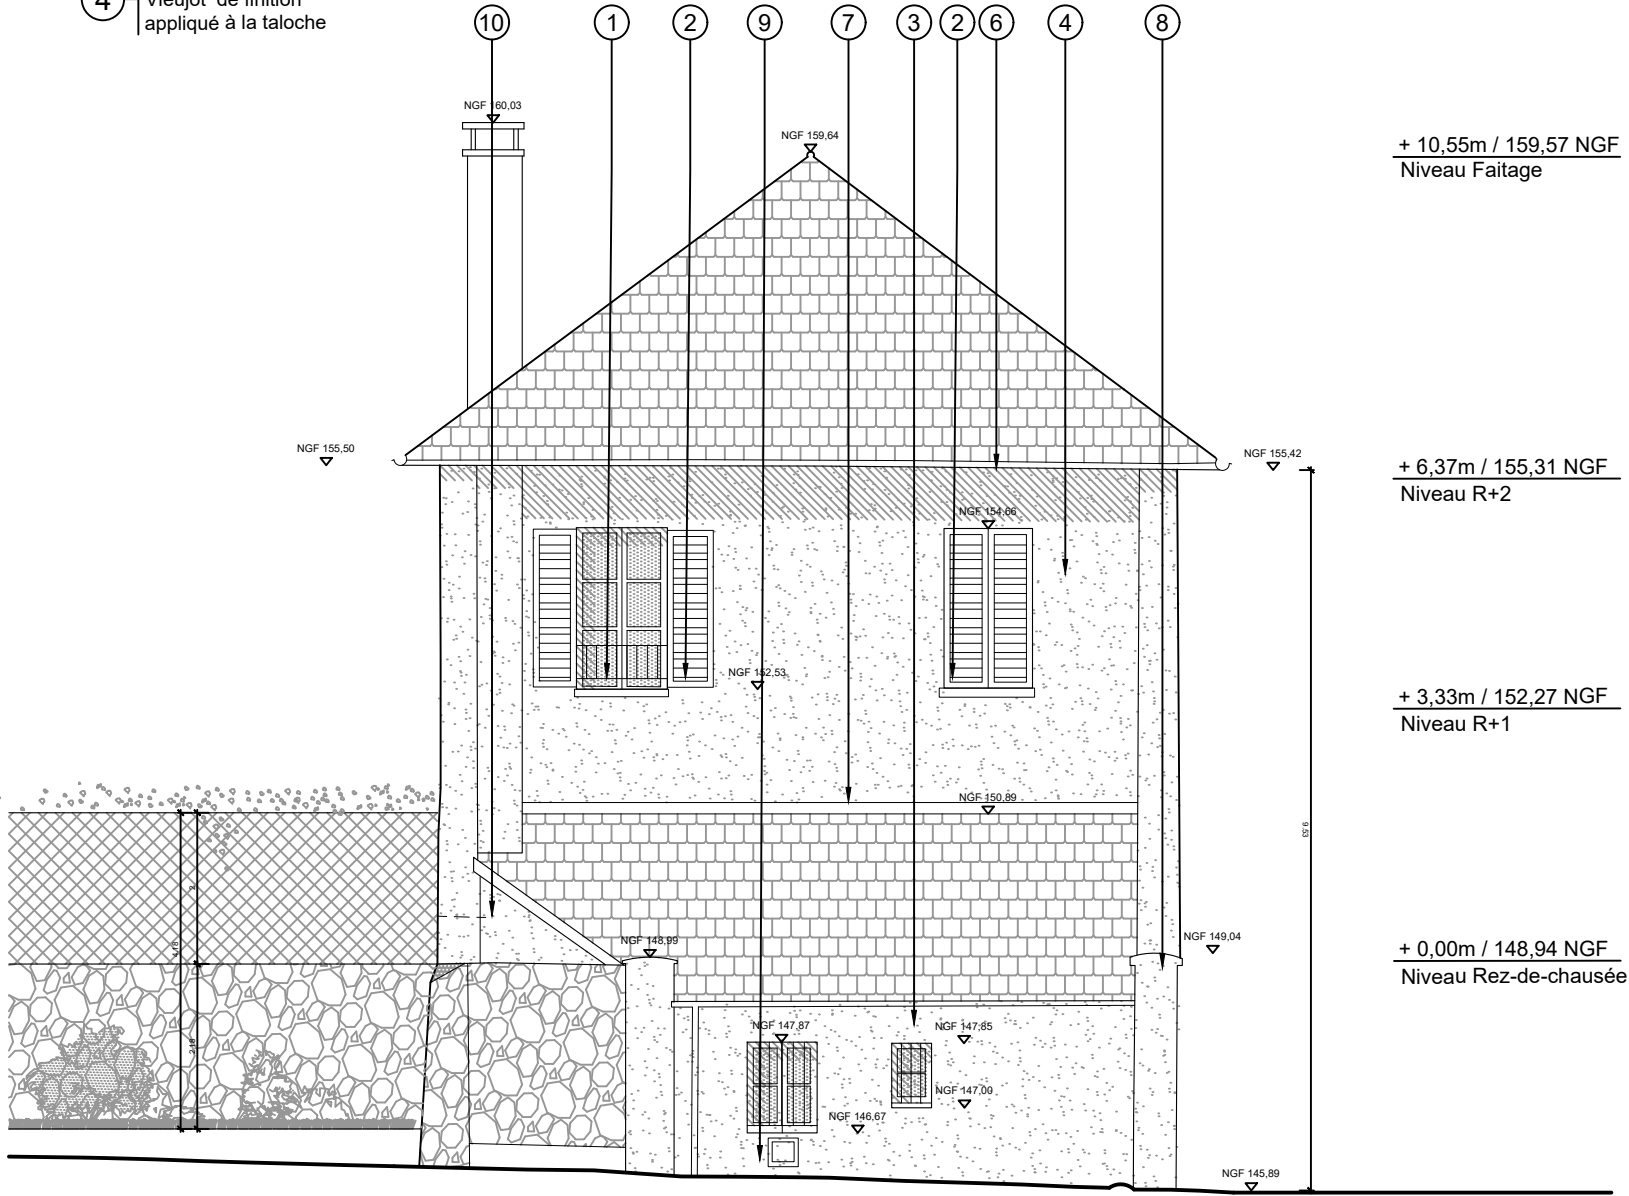 4
appliqué à la taloche
10
1
2
9
7
3
2
6
4
8
NGF 160,03
NGF 159,64
+ 10,55m / 159,57 NGF
Niveau Faitage
NGF 155,50
NGF 155,42
+ 6,37m / 155,31 NGF
Niveau R+2
NGF 154,66
NGF 152,53
+ 3,33m / 152,27 NGF
Niveau R+1
NGF 150,89
9,53
2
4,18
NGF 148,99
NGF 149,04
+ 0,00m / 148,94 NGF
Niveau Rez-de-chausée
NGF 147,87
NGF 147,85
2,18
NGF 147,00
NGF 146,67
NGF 145,89